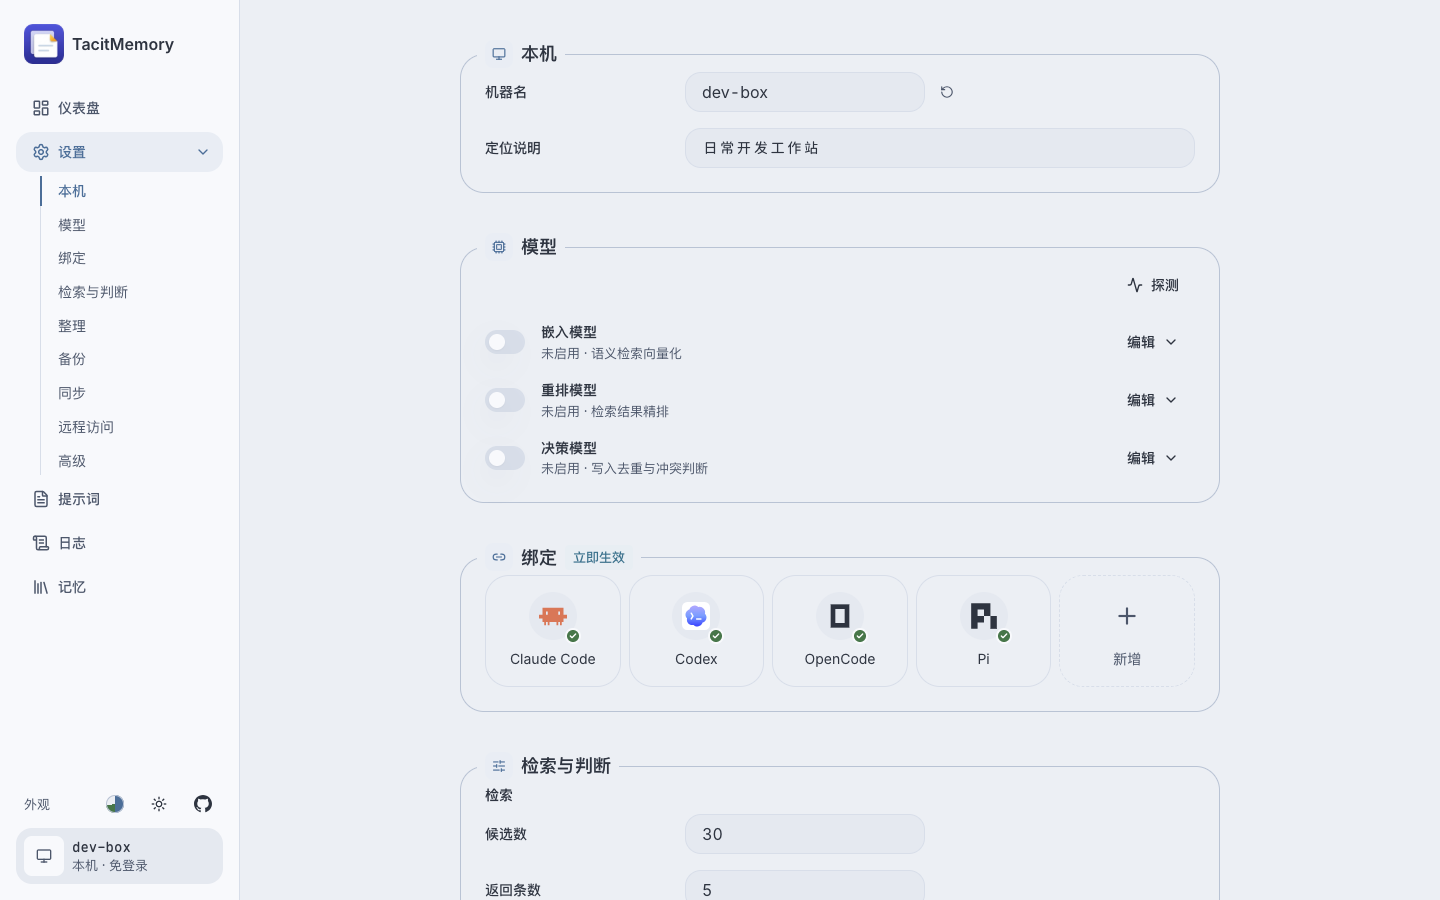 TacitMemory
仪表盘
设置
本机
模型
绑定
检索与判断
整理
备份
同步
远程访问
高级
提示词
日志
记忆
外观
dev-box
本机 · 免登录
本机
机器名
dev-box
定位说明
日常开发工作站
模型
探测
嵌入模型
未启用 · 语义检索向量化
编辑
重排模型
未启用 · 检索结果精排
编辑
决策模型
未启用 · 写入去重与冲突判断
编辑
绑定 立即生效
Claude Code
Codex
OpenCode
Pi
新增
检索与判断
检索
候选数
30
返回条数
5